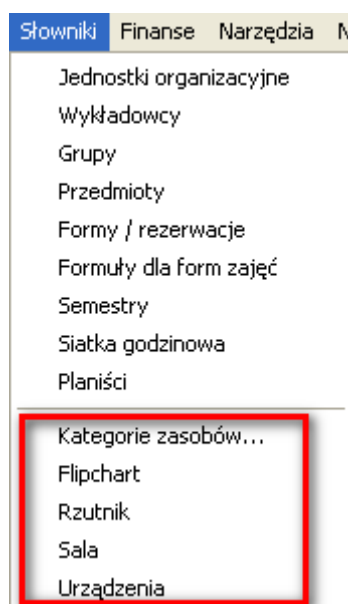 Słowniki Finanse Narzędzia N
Jednostki organizacyjne
Wykładowcy
Grupy
Przedmioty
Formy / rezerwacje
Formuły dla form zajęć
Semestry
Siatka godzinowa
Planiści
Kategorie zasobów...
Flipchart
Rzutnik
Sala
Urządzenia